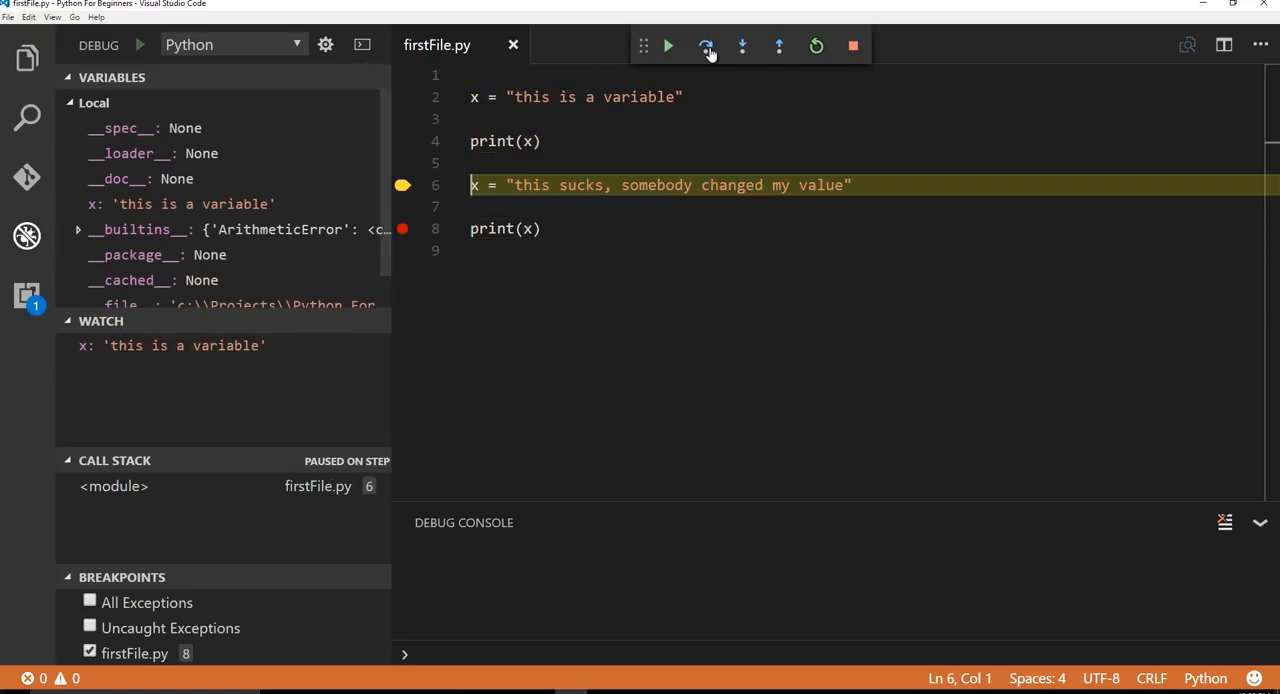 firstFile.py - Python For Beginners - Visual Studio Code
File Edit View Go Help
DEBUG Python
VARIABLES
Local
__spec__: None
__loader__: None
__doc__: None
x: 'this is a variable'
__builtins__: {'ArithmeticError': <c...
__package__: None
__cached__: None
__file__: 'c:\\Projects\\Python For
WATCH
x: 'this is a variable'
CALL STACK PAUSED ON STEP
<module> firstFile.py 6
BREAKPOINTS
All Exceptions
Uncaught Exceptions
firstFile.py 8
1
firstFile.py
1
2 x = "this is a variable"
3
4 print(x)
5
6 x = "this sucks, somebody changed my value"
7
8 print(x)
9
DEBUG CONSOLE
0 0 Ln 6, Col 1 Spaces: 4 UTF-8 CRLF Python